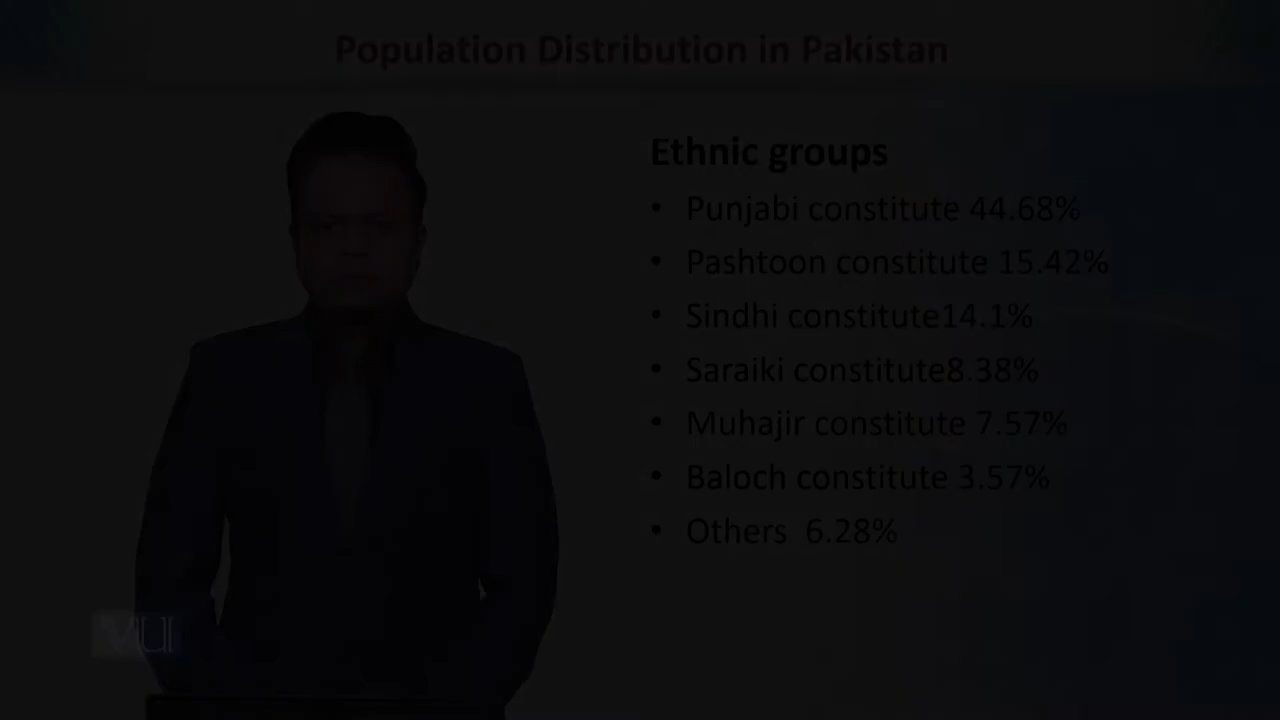 Population Distribution in Pakistan
Ethnic groups
• Punjabi constitute 44.68%
• Pashtoon constitute 15.42%
• Sindhi constitute14.1%
• Saraiki constitute8.38%
• Muhajir constitute 7.57%
• Baloch constitute 3.57%
• Others 6.28%
VU